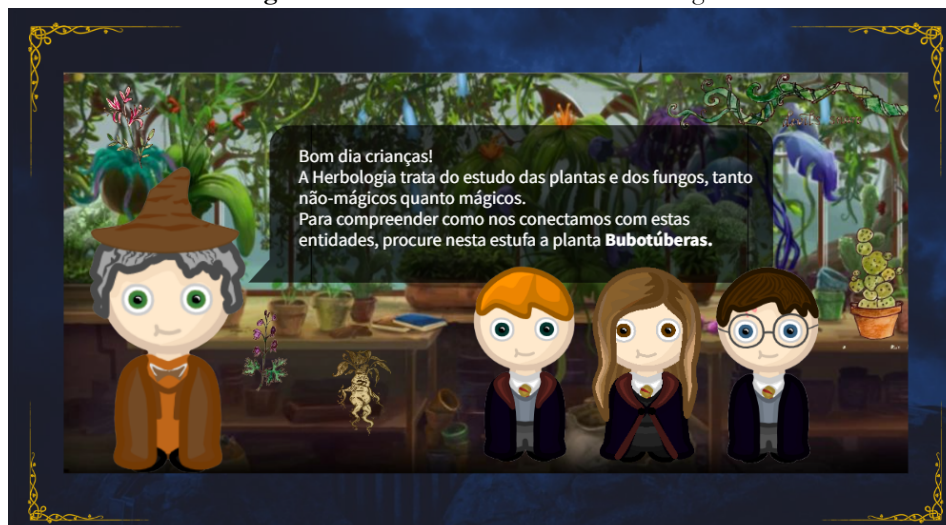 Bom dia crianças!
A Herbologia trata do estudo das plantas e dos fungos, tanto
não-mágicos quanto mágicos.
Para compreender como nos conectamos com estas
entidades, procure nesta estufa a planta Bubotúberas.